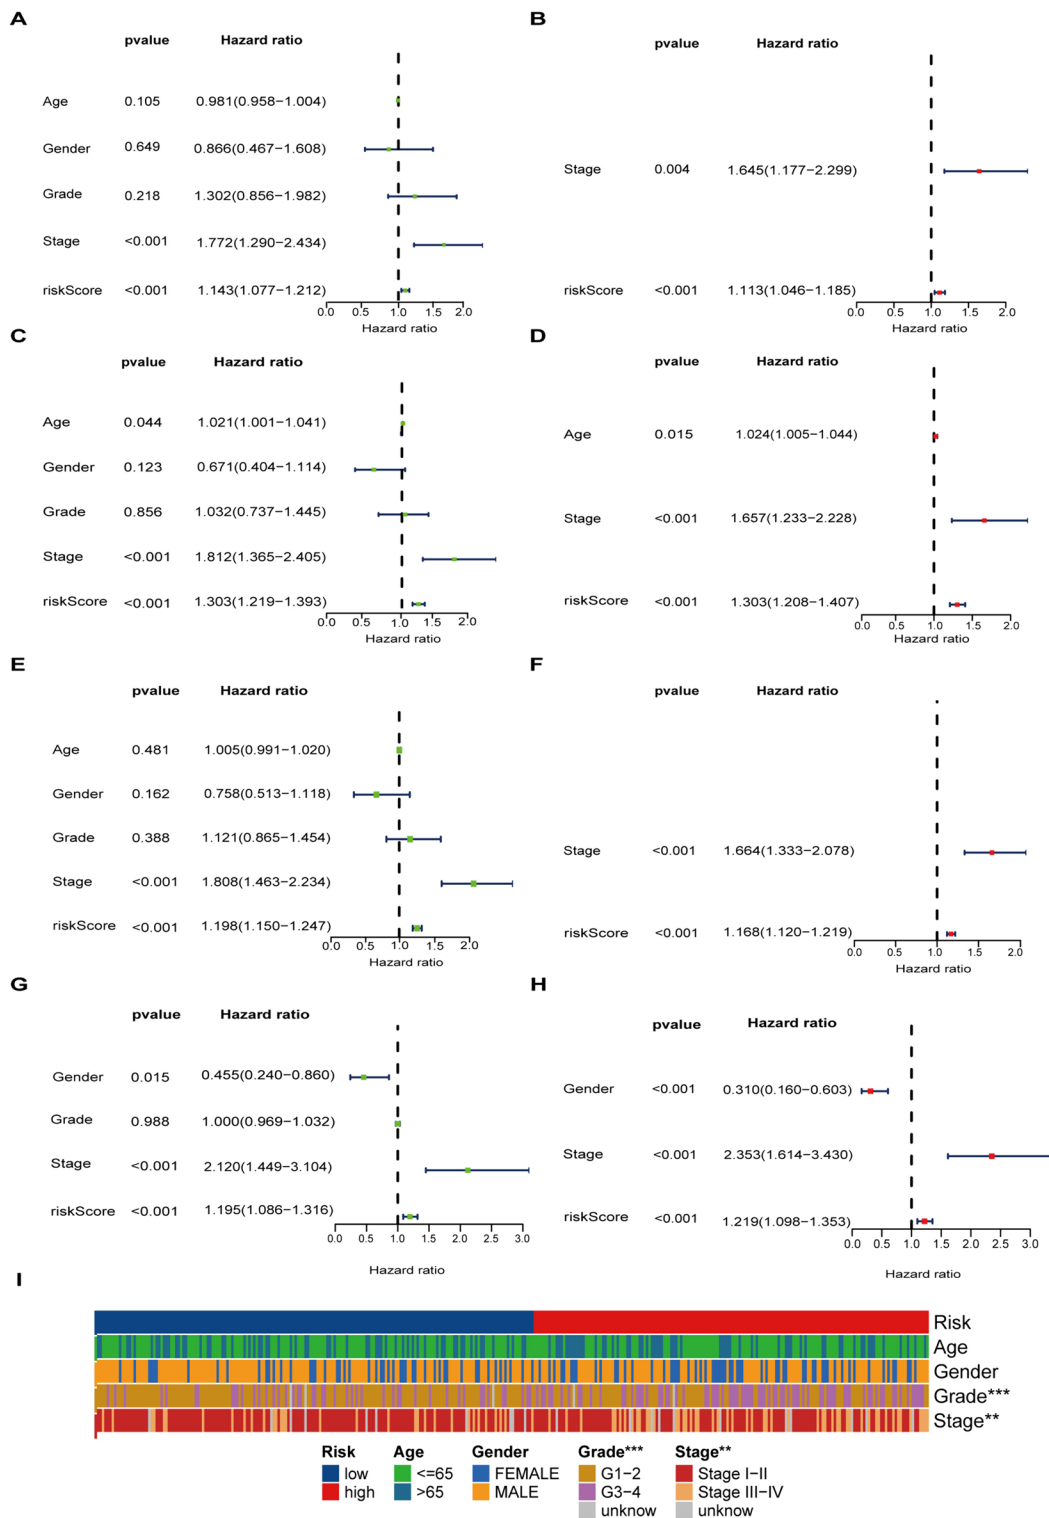 A
pvalue Hazard ratio
Age 0.105 0.981(0.958−1.004)
Gender 0.649 0.866(0.467−1.608)
Grade 0.218 1.302(0.856−1.982)
Stage <0.001 1.772(1.290−2.434)
riskScore <0.001 1.143(1.077−1.212)
0.0 0.5 1.0 1.5 2.0
Hazard ratio
B
pvalue Hazard ratio
Stage 0.004 1.645(1.177−2.299)
riskScore <0.001 1.113(1.046−1.185)
0.0 0.5 1.0 1.5 2.0
Hazard ratio
C
pvalue Hazard ratio
Age 0.044 1.021(1.001−1.041)
Gender 0.123 0.671(0.404−1.114)
Grade 0.856 1.032(0.737−1.445)
Stage <0.001 1.812(1.365−2.405)
riskScore <0.001 1.303(1.219−1.393)
0.0 0.5 1.0 1.5 2.0
Hazard ratio
D
pvalue Hazard ratio
Age 0.015 1.024(1.005−1.044)
Stage <0.001 1.657(1.233−2.228)
riskScore <0.001 1.303(1.208−1.407)
0.0 0.5 1.0 1.5 2.0
Hazard ratio
E
pvalue Hazard ratio
Age 0.481 1.005(0.991−1.020)
Gender 0.162 0.758(0.513−1.118)
Grade 0.388 1.121(0.865−1.454)
Stage <0.001 1.808(1.463−2.234)
riskScore <0.001 1.198(1.150−1.247)
0.0 0.5 1.0 1.5 2.0
Hazard ratio
F
pvalue Hazard ratio
Stage <0.001 1.664(1.333−2.078)
riskScore <0.001 1.168(1.120−1.219)
0.0 0.5 1.0 1.5 2.0
Hazard ratio
G
pvalue Hazard ratio
Gender 0.015 0.455(0.240−0.860)
Grade 0.988 1.000(0.969−1.032)
Stage <0.001 2.120(1.449−3.104)
riskScore <0.001 1.195(1.086−1.316)
0.0 0.5 1.0 1.5 2.0 2.5 3.0
Hazard ratio
H
pvalue Hazard ratio
Gender <0.001 0.310(0.160−0.603)
Stage <0.001 2.353(1.614−3.430)
riskScore <0.001 1.219(1.098−1.353)
0.0 0.5 1.0 1.5 2.0 2.5 3.0
Hazard ratio
I
Risk
Age
Gender
Grade***
Stage**
Risk Age Gender Grade*** Stage**
low <=65 FEMALE G1−2 Stage I−II
high >65 MALE G3−4 Stage III−IV
unknow unknow